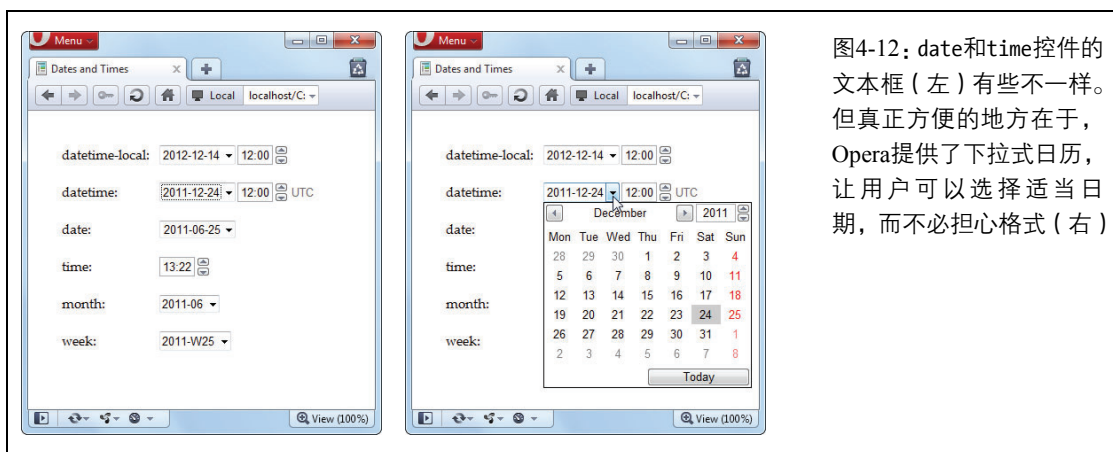 Menu
Dates and Times
Local localhost/C:
datetime-local: 2012-12-14 12:00
datetime: 2011-12-24 12:00 UTC
date: 2011-06-25
time: 13:22
month: 2011-06
week: 2011-W25
View (100%)
Menu
Dates and Times
Local localhost/C:
datetime-local: 2012-12-14 12:00
datetime: 2011-12-24 12:00 UTC
December 2011
date:
Mon Tue Wed Thu Fri Sat Sun
28 29 30 1 2 3 4
time:
5 6 7 8 9 10 11
12 13 14 15 16 17 18
month:
19 20 21 22 23 24 25
26 27 28 29 30 31 1
week:
2 3 4 5 6 7 8
Today
View (100%)
图4-12：date和time控件的
文本框（左）有些不一样。
但真正方便的地方在于，
Opera提供了下拉式日历，
让用户可以选择适当日
期，而不必担心格式（右）